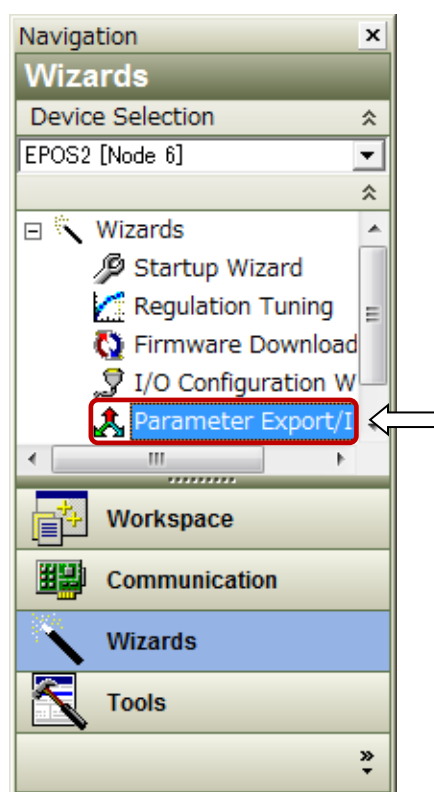 Navigation
Wizards
Device Selection
EPOS2 [Node 6]
Wizards
Startup Wizard
Regulation Tuning
Firmware Download
I/O Configuration W
Parameter Export/I
Workspace
Communication
Wizards
Tools